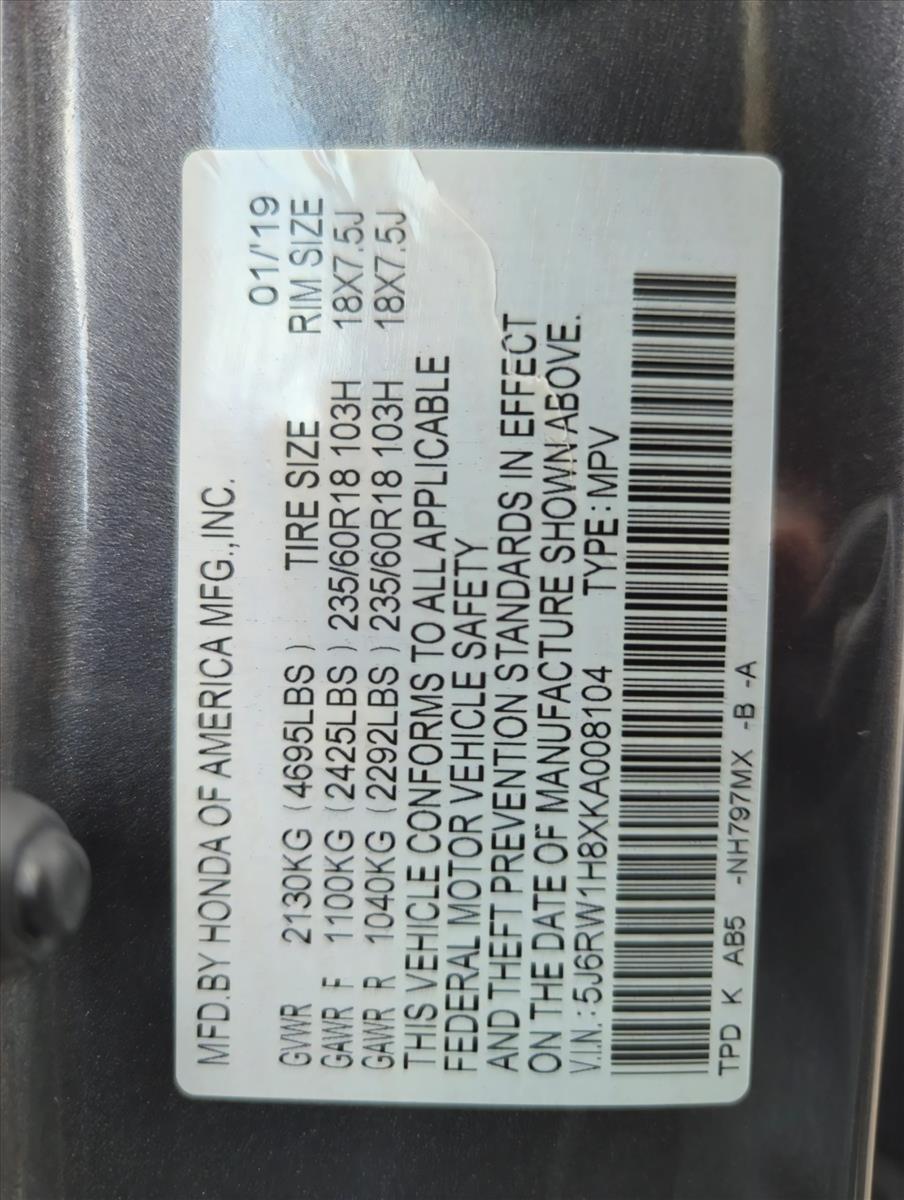 MFD.BY HONDA OF AMERICA MFG.,INC.
01/'19
GVWR 2130KG (4695LBS) TIRE SIZE RIM SIZE
GAWR F 1100KG (2425LBS) 235/60R18 103H 18X7.5J
GAWR R 1040KG (2292LBS) 235/60R18 103H 18X7.5J
THIS VEHICLE CONFORMS TO ALL APPLICABLE
FEDERAL MOTOR VEHICLE SAFETY
AND THEFT PREVENTION STANDARDS IN EFFECT
ON THE DATE OF MANUFACTURE SHOWN ABOVE.
V.I.N.:5J6RW1H8XKA008104 TYPE:MPV
TPD K AB5 -NH797MX -B -A